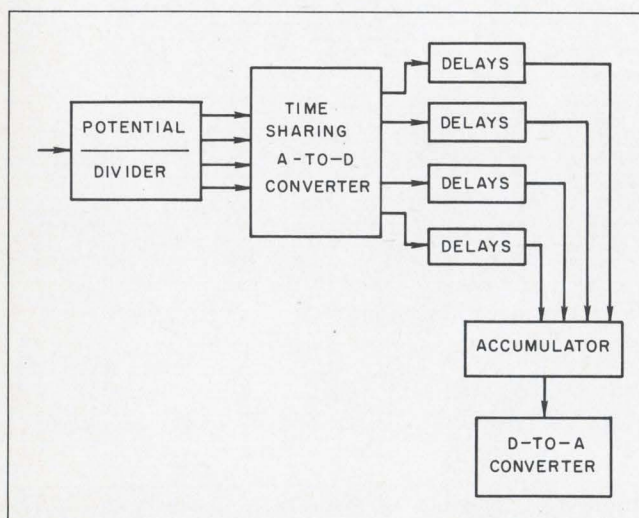 POTENTIAL
DIVIDER
TIME
SHARING
A-TO-D
CONVERTER
DELAYS
DELAYS
DELAYS
DELAYS
ACCUMULATOR
D-TO-A
CONVERTER